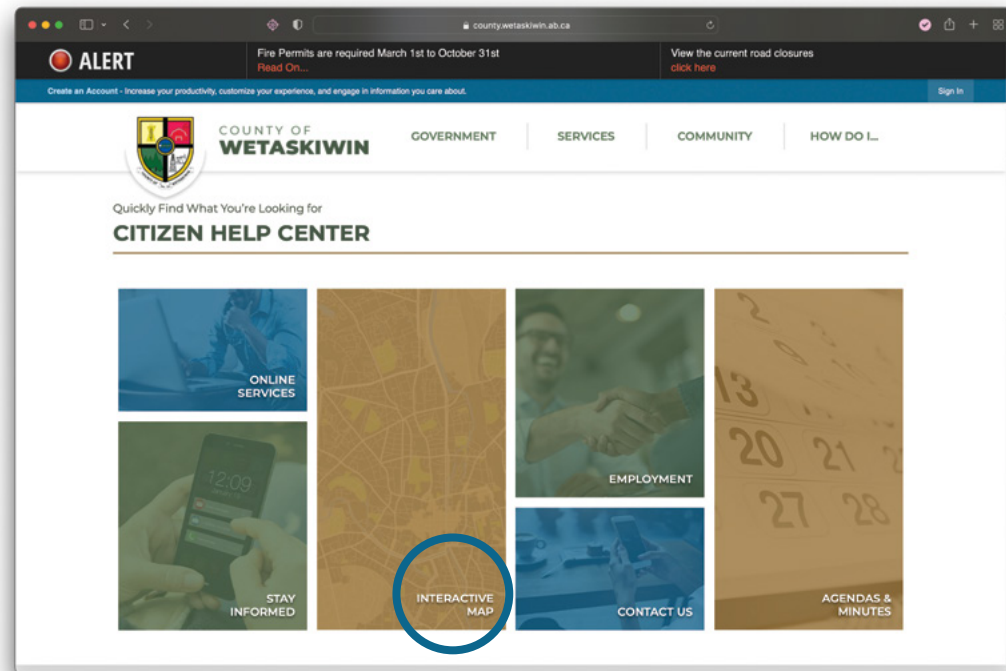 county.wetaskiwin.ab.ca
ALERT
Fire Permits are required March 1st to October 31st
Read On...
View the current road closures
click here
Create an Account - Increase your productivity, customize your experience, and engage in information you care about.
Sign In
COUNTY OF
WETASKIWIN
GOVERNMENT
SERVICES
COMMUNITY
HOW DO I...
Quickly Find What You're Looking for
CITIZEN HELP CENTER
ONLINE
SERVICES
12:09
STAY
INFORMED
INTERACTIVE
MAP
EMPLOYMENT
CONTACT US
2
13
20
21
27
28
AGENDAS &
MINUTES